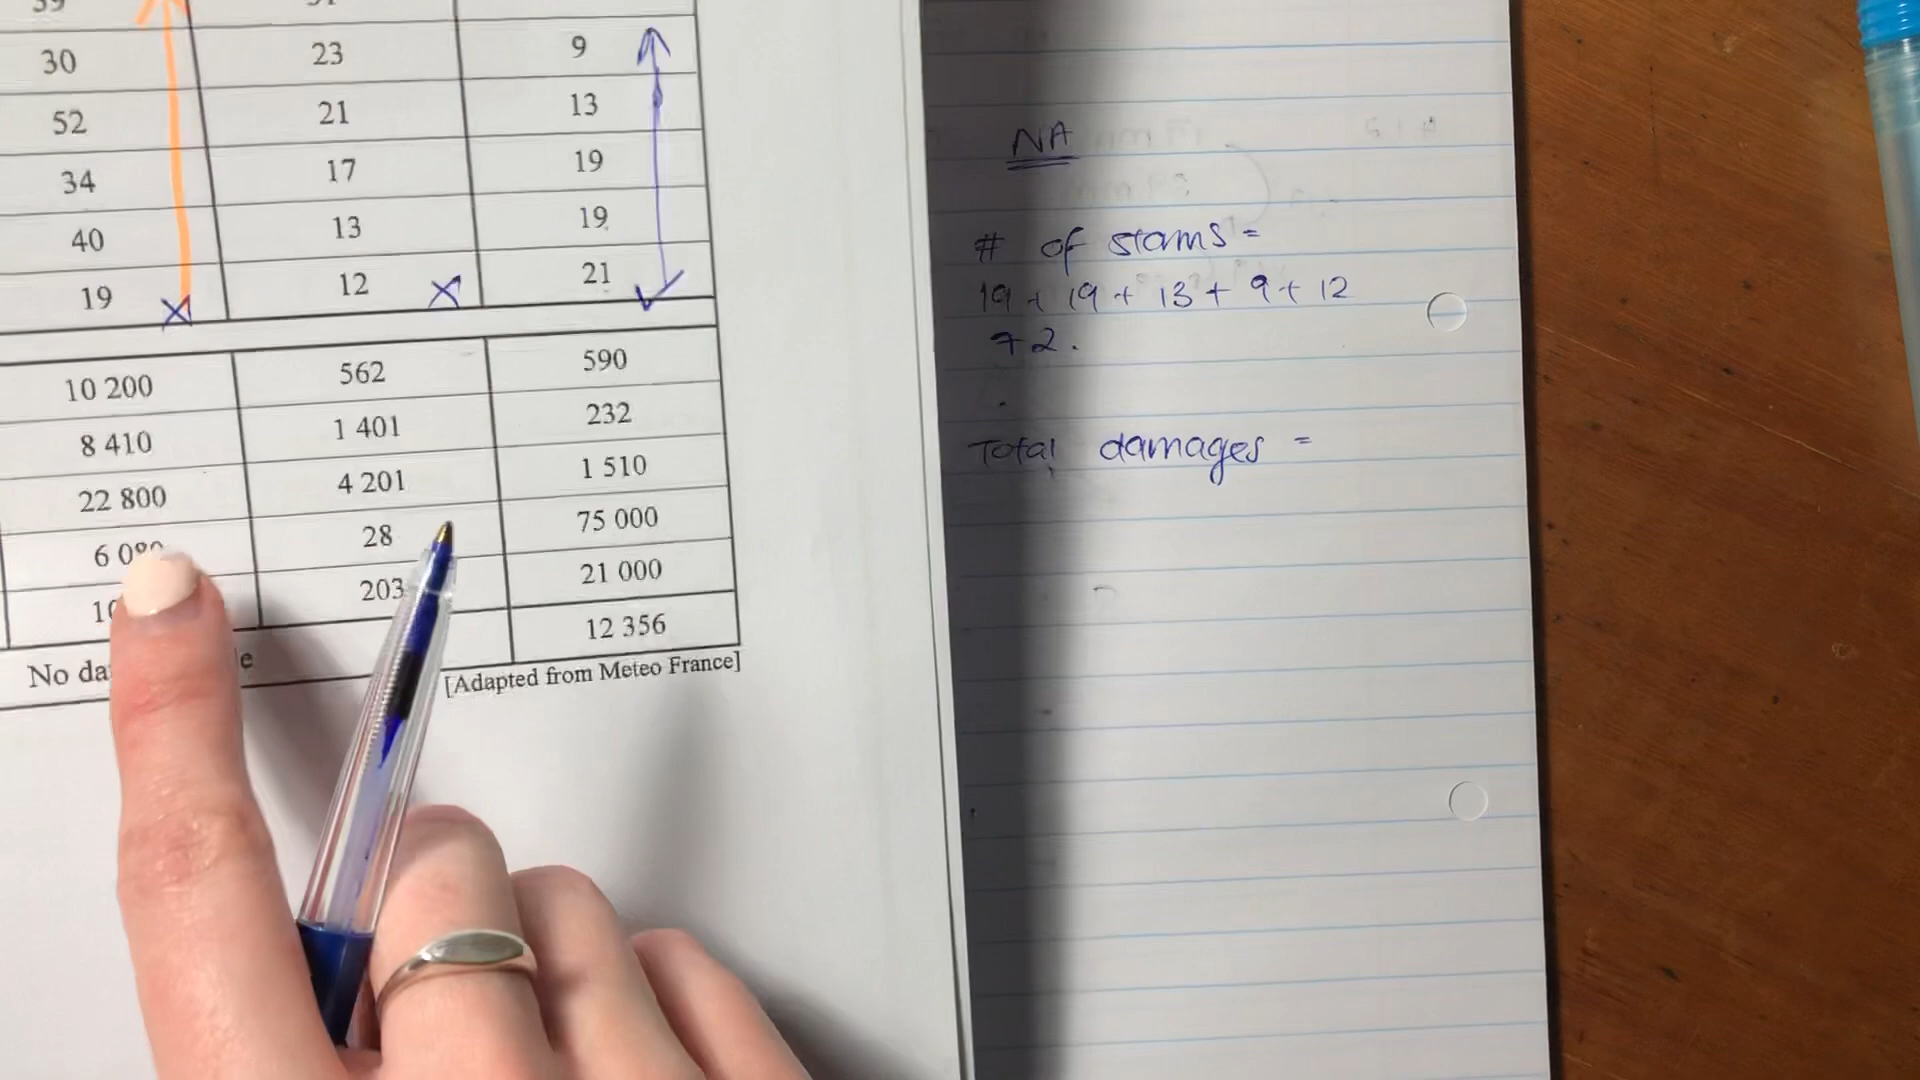 30 23 9
52 21 13
34 17 19
40 13 19
19 12 21
10 200 562 590
8 410 1 401 232
22 800 4 201 1 510
28 75 000
203 21 000
12 356
[Adapted from Meteo France]
NA
# of storms =
19 + 19 + 13 + 9 + 12
72.
Total damages =